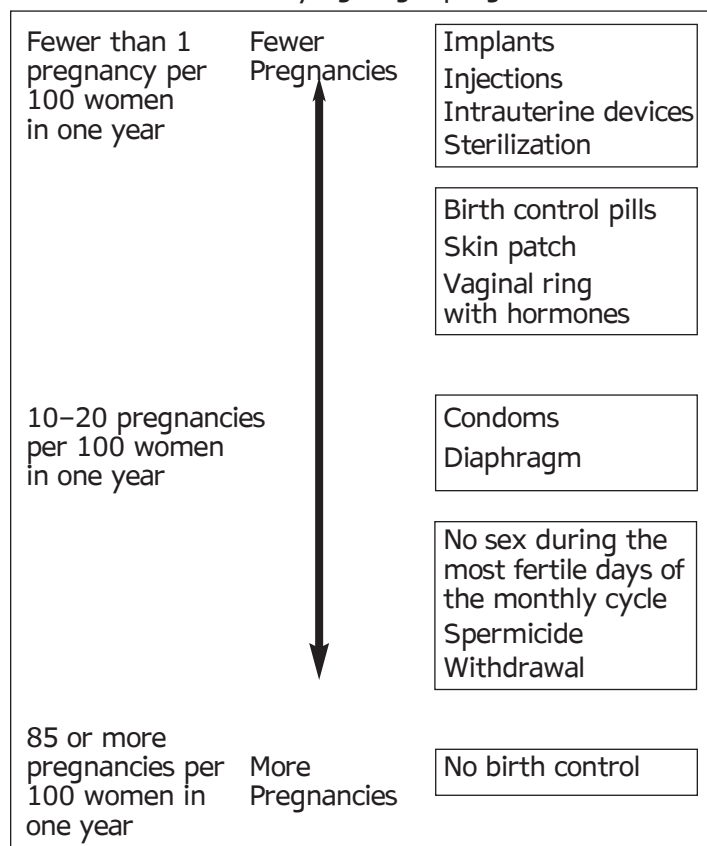 Fewer than 1
pregnancy per
100 women
in one year
Fewer
Pregnancies
Implants
Injections
Intrauterine devices
Sterilization
Birth control pills
Skin patch
Vaginal ring
with hormones
10–20 pregnancies
per 100 women
in one year
Condoms
Diaphragm
No sex during the
most fertile days of
the monthly cycle
Spermicide
Withdrawal
85 or more
pregnancies per
100 women in
one year
More
Pregnancies
No birth control